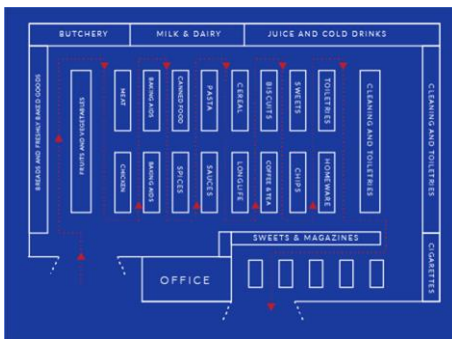 BUTCHERY
MILK & DAIRY
JUICE AND COLD DRINKS
BREADS AND FRESHLY BAKED GOODS
FRUITS AND VEGETABLES
MEAT
BAKING AIDS
CANNED FOOD
PASTA
CEREAL
BISCUITS
SWEETS
TOILETRIES
CLEANING AND TOILETRIES
CLEANING AND TOILETRIES
CHICKEN
BAKING AIDS
SPICES
SAUCES
LONGLIFE
COFFEE & TEA
CHIPS
HOMEWARE
SWEETS & MAGAZINES
CIGARETTES
OFFICE